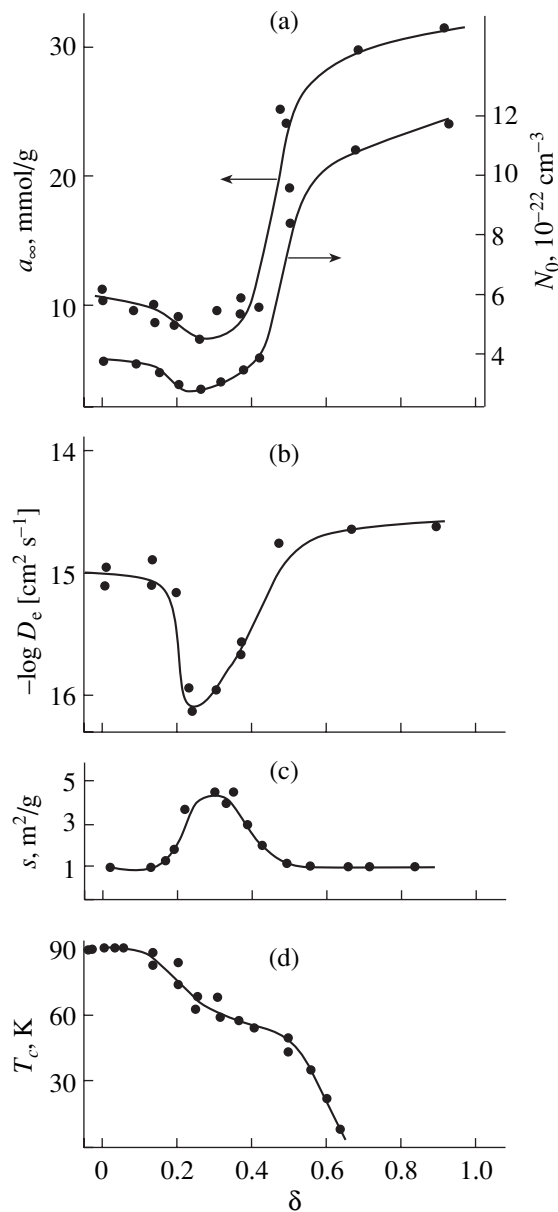 (a)
30
20
10
a∞, mmol/g
12
10
8
6
4
N₀, 10⁻²² cm⁻³
(b)
14
15
16
–log Dₑ [cm² s⁻¹]
(c)
5
3
1
s, m²/g
(d)
90
60
30
T_c, K
0 0.2 0.4 0.6 0.8 1.0
δ